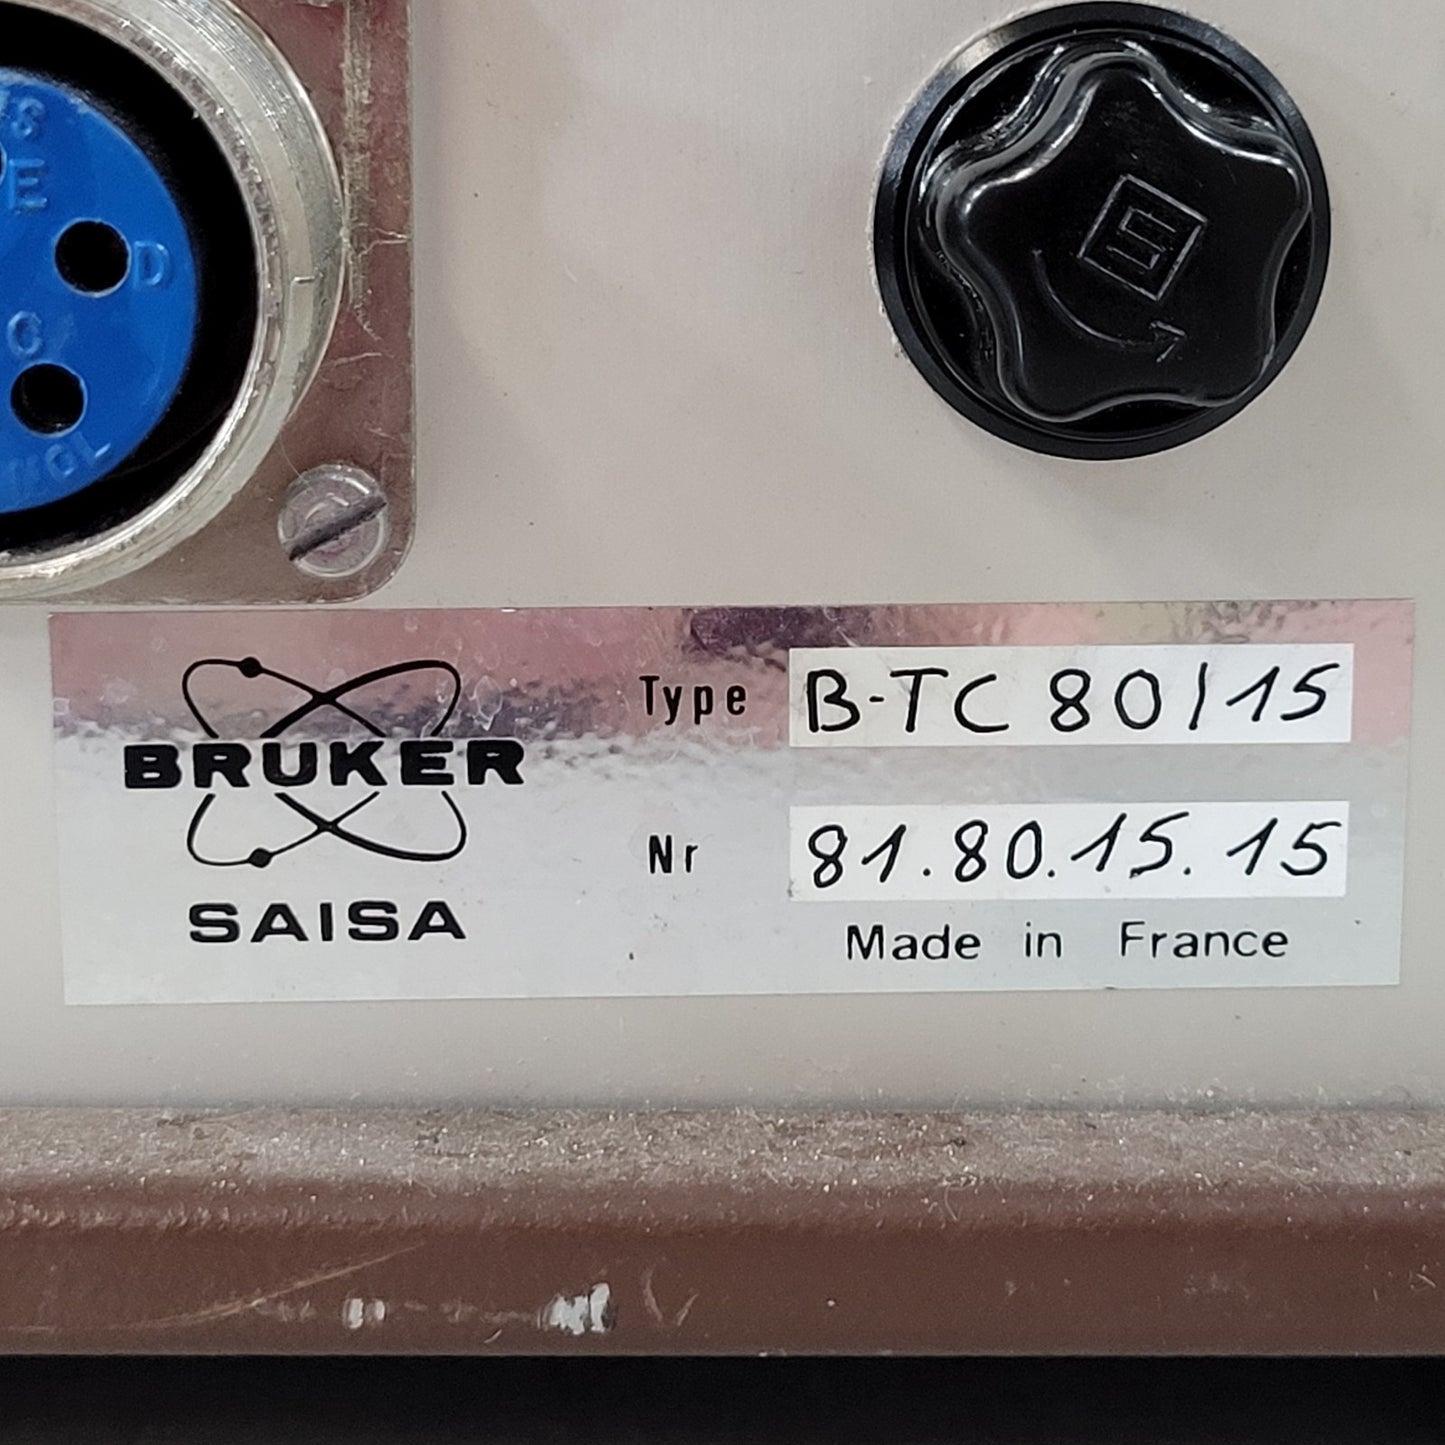 S
E
D
C
BRUKER
SAISA
Type B-TC 80/15
Nr 81.80.15.15
Made in France